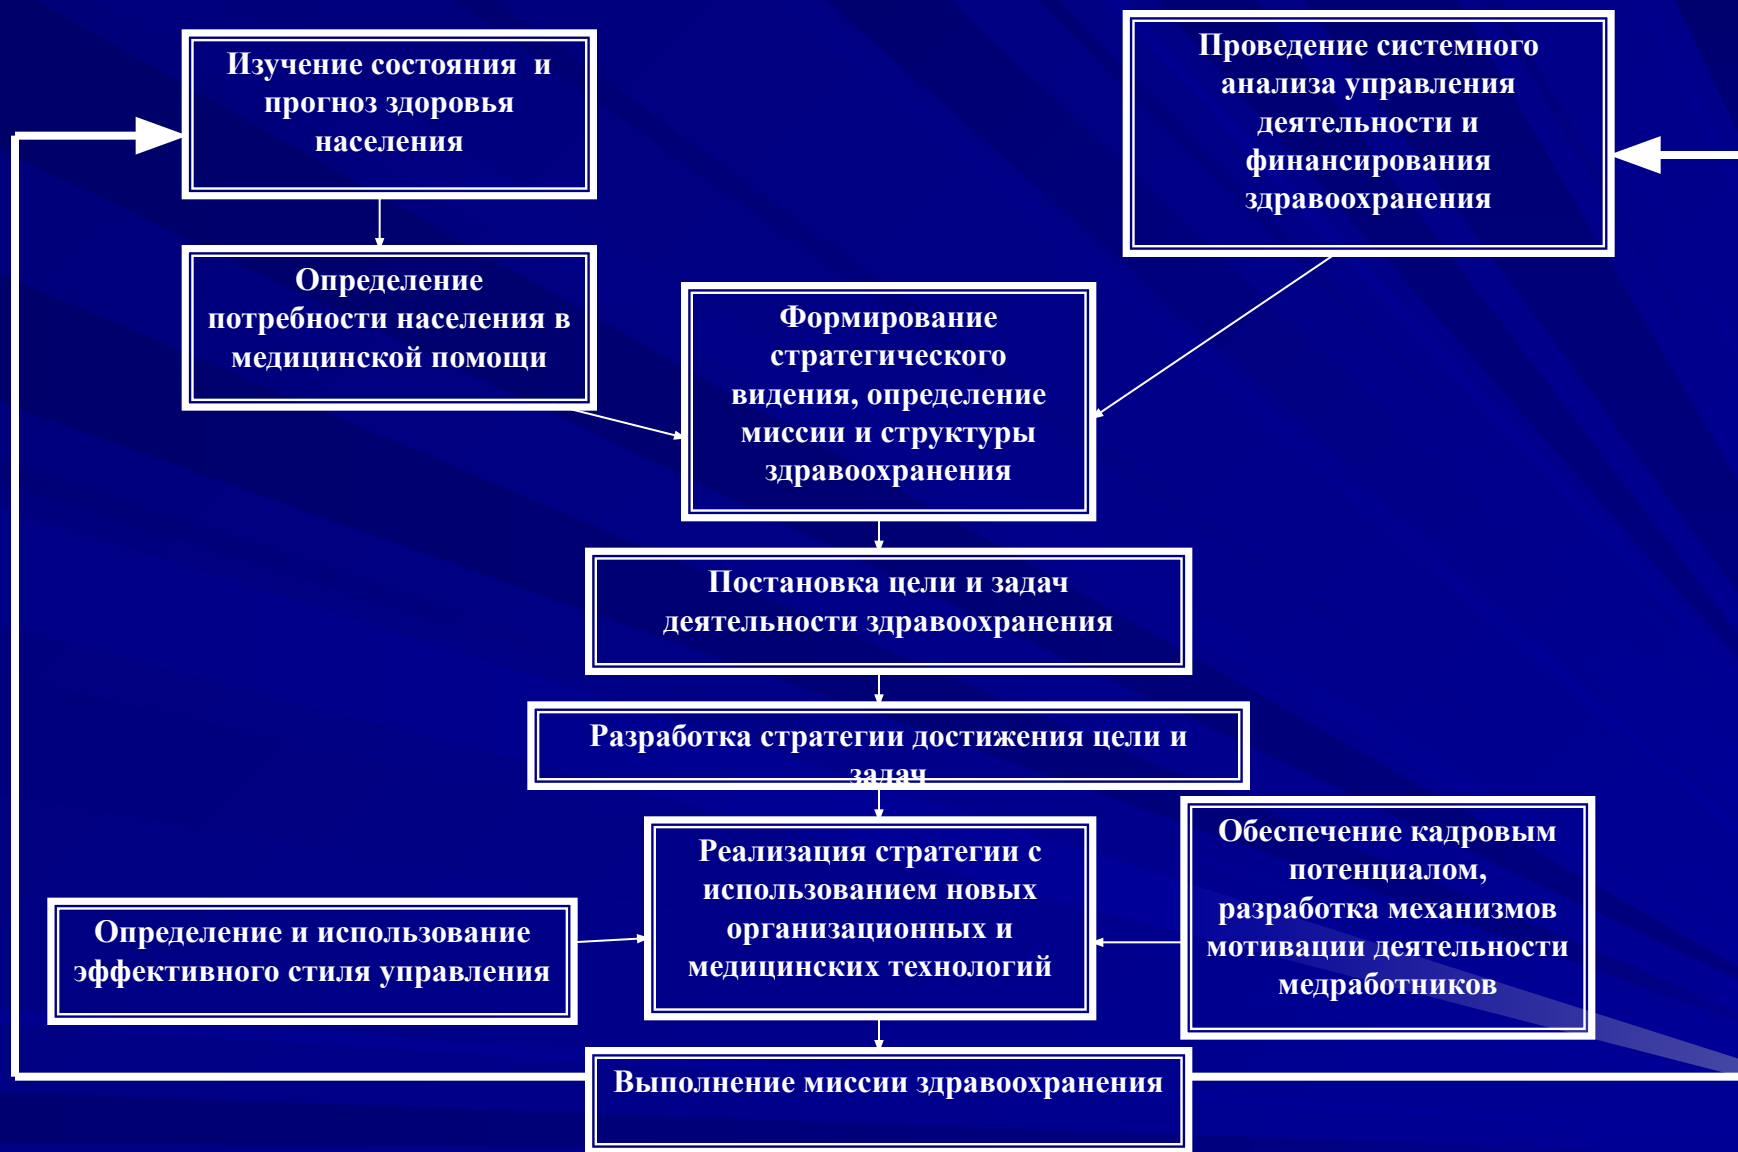 Изучение состояния и
прогноз здоровья
населения
Проведение системного
анализа управления
деятельности и
финансирования
здравоохранения
Определение
потребности населения в
медицинской помощи
Формирование
стратегического
видения, определение
миссии и структуры
здравоохранения
Постановка цели и задач
деятельности здравоохранения
Разработка стратегии достижения цели и
задач
Реализация стратегии с
использованием новых
организационных и
медицинских технологий
Обеспечение кадровым
потенциалом,
разработка механизмов
мотивации деятельности
медработников
Определение и использование
эффективного стиля управления
Выполнение миссии здравоохранения